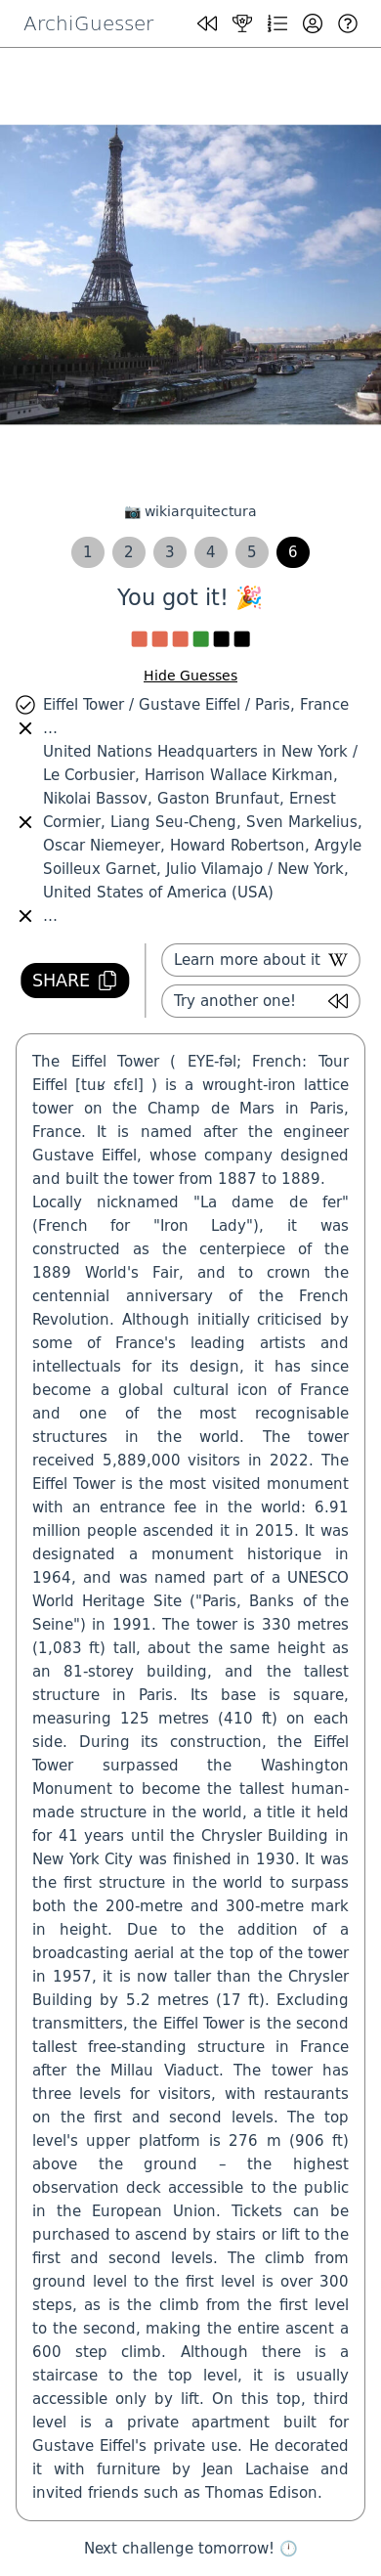 ArchiGuesser
📷 wikiarquitectura
1 2 3 4 5 6
You got it! 🎉
Hide Guesses
Eiffel Tower / Gustave Eiffel / Paris, France
...
United Nations Headquarters in New York /
Le Corbusier, Harrison Wallace Kirkman,
Nikolai Bassov, Gaston Brunfaut, Ernest
Cormier, Liang Seu-Cheng, Sven Markelius,
Oscar Niemeyer, Howard Robertson, Argyle
Soilleux Garnet, Julio Vilamajo / New York,
United States of America (USA)
...
SHARE
Learn more about it W
Try another one!
The Eiffel Tower ( EYE-fəl; French: Tour
Eiffel [tuʁ ɛfɛl] ) is a wrought-iron lattice
tower on the Champ de Mars in Paris,
France. It is named after the engineer
Gustave Eiffel, whose company designed
and built the tower from 1887 to 1889.
Locally nicknamed "La dame de fer"
(French for "Iron Lady"), it was
constructed as the centerpiece of the
1889 World's Fair, and to crown the
centennial anniversary of the French
Revolution. Although initially criticised by
some of France's leading artists and
intellectuals for its design, it has since
become a global cultural icon of France
and one of the most recognisable
structures in the world. The tower
received 5,889,000 visitors in 2022. The
Eiffel Tower is the most visited monument
with an entrance fee in the world: 6.91
million people ascended it in 2015. It was
designated a monument historique in
1964, and was named part of a UNESCO
World Heritage Site ("Paris, Banks of the
Seine") in 1991. The tower is 330 metres
(1,083 ft) tall, about the same height as
an 81-storey building, and the tallest
structure in Paris. Its base is square,
measuring 125 metres (410 ft) on each
side. During its construction, the Eiffel
Tower surpassed the Washington
Monument to become the tallest human-
made structure in the world, a title it held
for 41 years until the Chrysler Building in
New York City was finished in 1930. It was
the first structure in the world to surpass
both the 200-metre and 300-metre mark
in height. Due to the addition of a
broadcasting aerial at the top of the tower
in 1957, it is now taller than the Chrysler
Building by 5.2 metres (17 ft). Excluding
transmitters, the Eiffel Tower is the second
tallest free-standing structure in France
after the Millau Viaduct. The tower has
three levels for visitors, with restaurants
on the first and second levels. The top
level's upper platform is 276 m (906 ft)
above the ground – the highest
observation deck accessible to the public
in the European Union. Tickets can be
purchased to ascend by stairs or lift to the
first and second levels. The climb from
ground level to the first level is over 300
steps, as is the climb from the first level
to the second, making the entire ascent a
600 step climb. Although there is a
staircase to the top level, it is usually
accessible only by lift. On this top, third
level is a private apartment built for
Gustave Eiffel's private use. He decorated
it with furniture by Jean Lachaise and
invited friends such as Thomas Edison.
Next challenge tomorrow! 🕛